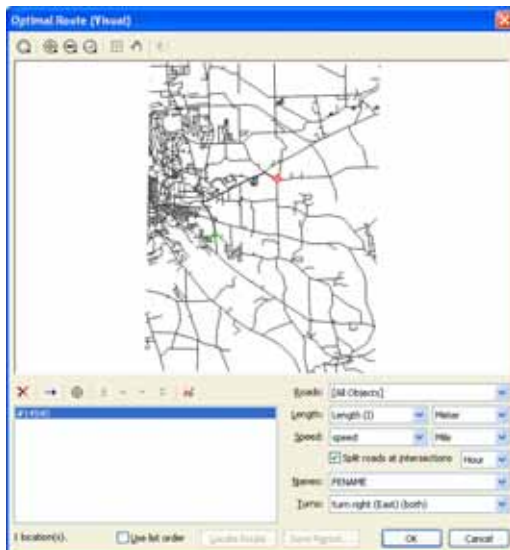 Optimal Route (Visual)
Roads: [All Objects]
Length: Length (I) Meter
Speed: speed Mile
Split roads at intersections Hour
Names: FENAME
Turns: turn right (East) (both)
1 location(s).
Use list order
Locate Route
Save Report...
OK
Cancel